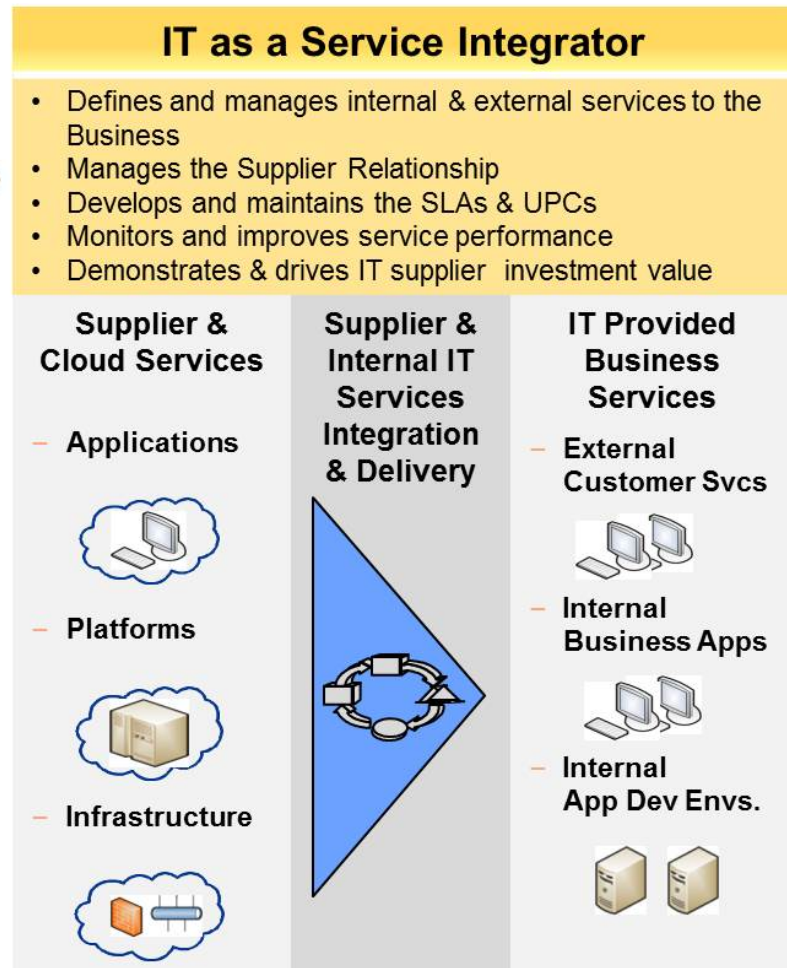 IT as a Service Integrator
• Defines and manages internal & external services to the
Business
• Manages the Supplier Relationship
• Develops and maintains the SLAs & UPCs
• Monitors and improves service performance
• Demonstrates & drives IT supplier investment value
Supplier &
Cloud Services
– Applications
– Platforms
– Infrastructure
Supplier &
Internal IT
Services
Integration
& Delivery
IT Provided
Business
Services
– External
Customer Svcs
– Internal
Business Apps
– Internal
App Dev Envs.